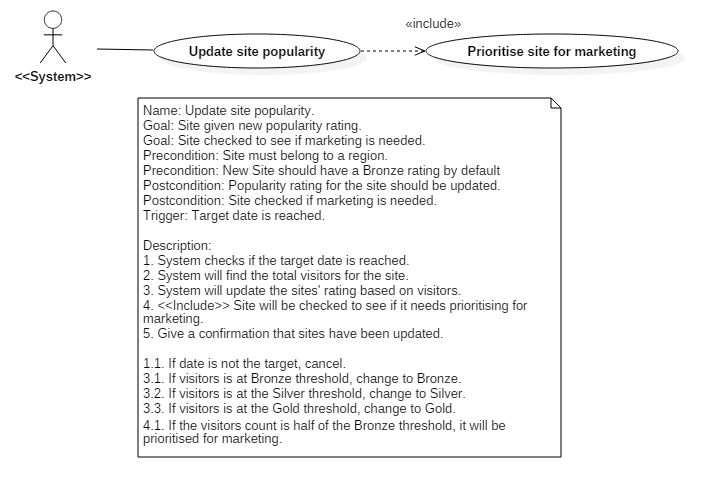 «include»
Update site popularity
Prioritise site for marketing
<<System>>
Name: Update site popularity.
Goal: Site given new popularity rating.
Goal: Site checked to see if marketing is needed.
Precondition: Site must belong to a region.
Precondition: New Site should have a Bronze rating by default
Postcondition: Popularity rating for the site should be updated.
Postcondition: Site checked if marketing is needed.
Trigger: Target date is reached.
Description:
1. System checks if the target date is reached.
2. System will find the total visitors for the site.
3. System will update the sites' rating based on visitors.
4. <<Include>> Site will be checked to see if it needs prioritising for
marketing.
5. Give a confirmation that sites have been updated.
1.1. If date is not the target, cancel.
3.1. If visitors is at Bronze threshold, change to Bronze.
3.2. If visitors is at the Silver threshold, change to Silver.
3.3. If visitors is at the Gold threshold, change to Gold.
4.1. If the visitors count is half of the Bronze threshold, it will be
prioritised for marketing.